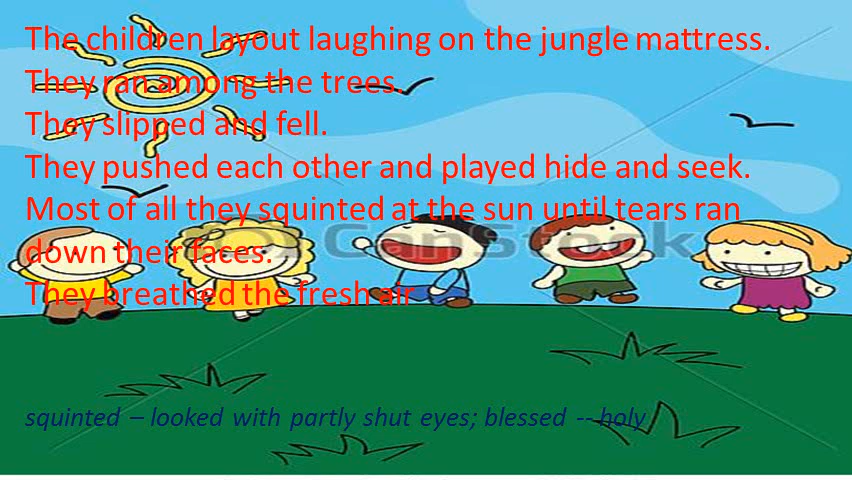 The children layout laughing on the jungle mattress.
They ran among the trees.
They slipped and fell.
They pushed each other and played hide and seek.
Most of all they squinted at the sun until tears ran
down their faces.
They breathed the fresh air
CanStock
squinted – looked with partly shut eyes; blessed -- holy